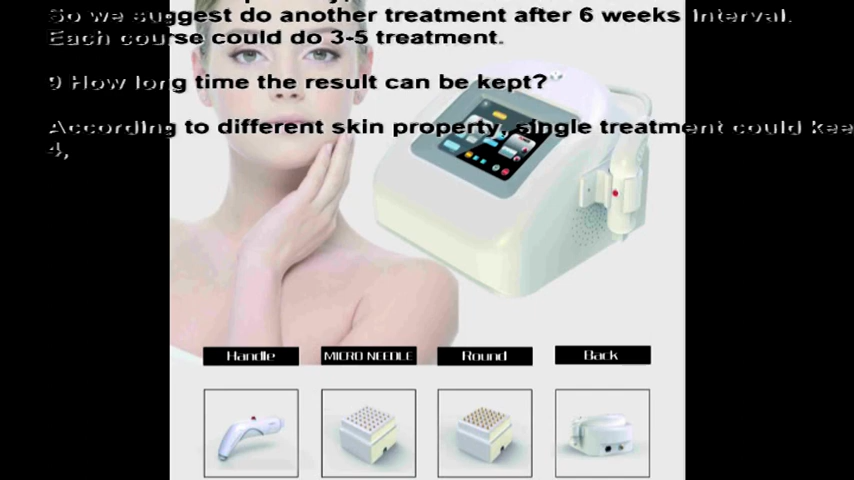 So we suggest do another treatment after 6 weeks interval.
Each course could do 3-5 treatment.
9 How long time the result can be kept?
According to different skin property, single treatment could kee
4,
Handle
MICRO NEEDLE
Round
Back